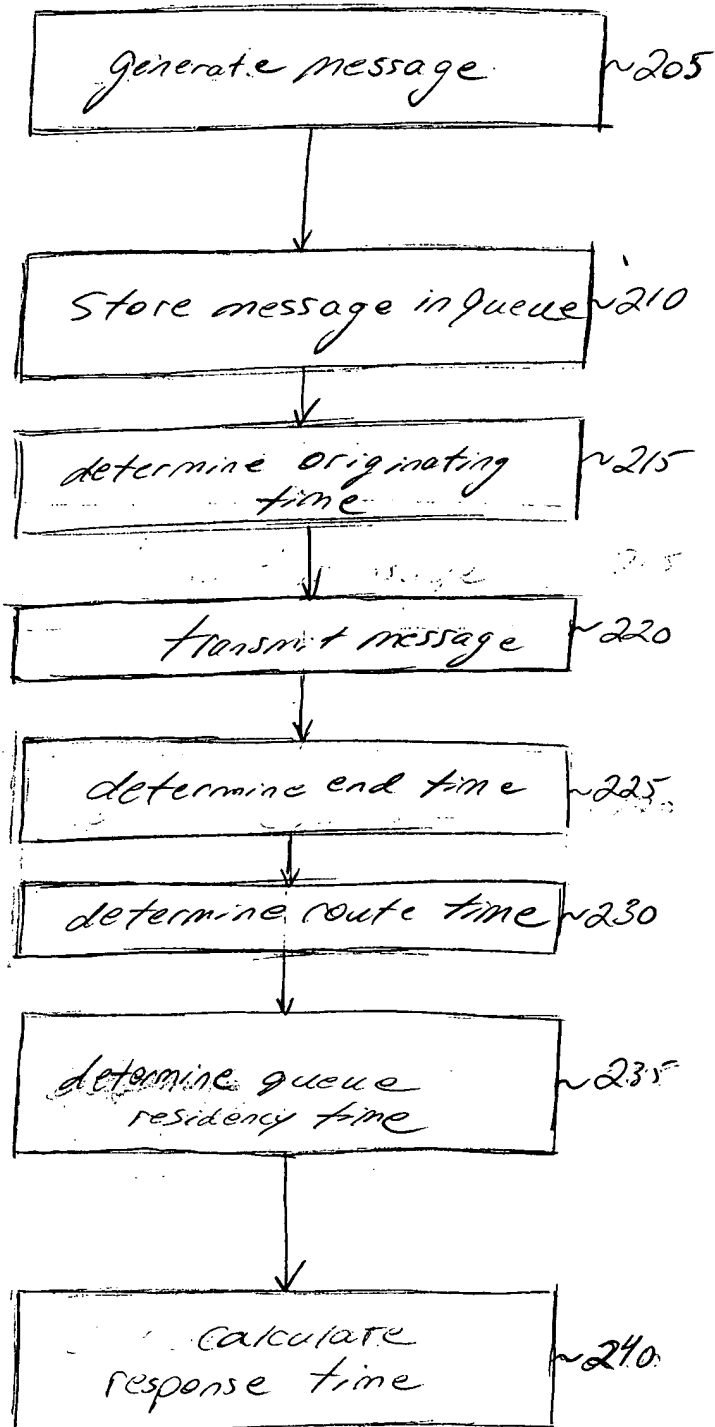 generate message ~205
Store message in queue ~210
determine originating ~215
time
transmit message ~220
determine end time ~225
determine route time ~230
determine queue ~235
residency time
calculate
response time ~240